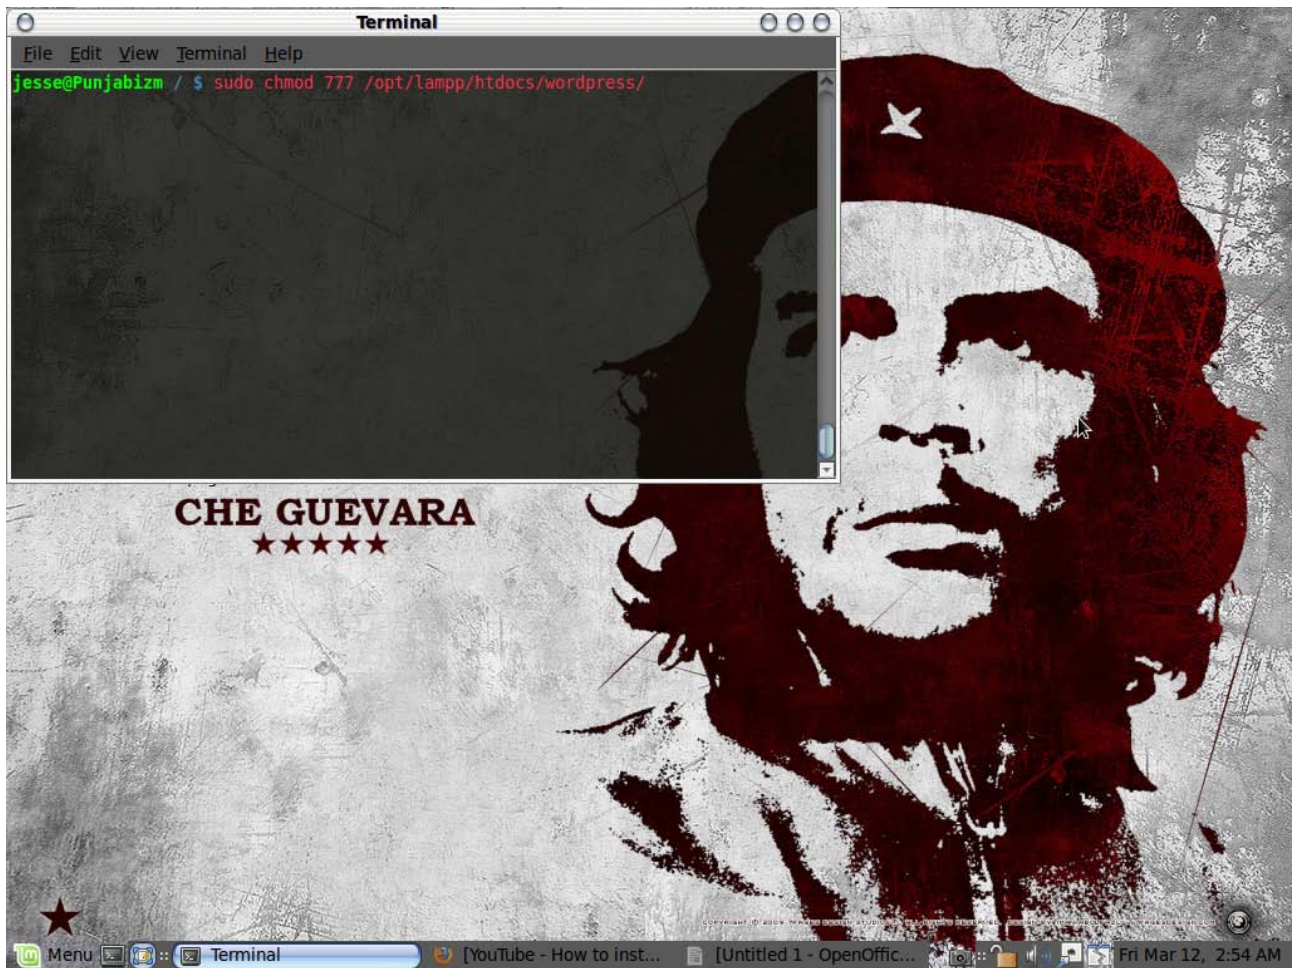 Terminal
File Edit View Terminal Help
jesse@Punjabizm / $ sudo chmod 777 /opt/lampp/htdocs/wordpress/
CHE GUEVARA
Menu
Terminal
[YouTube - How to inst...
[Untitled 1 - OpenOffic...
Fri Mar 12, 2:54 AM